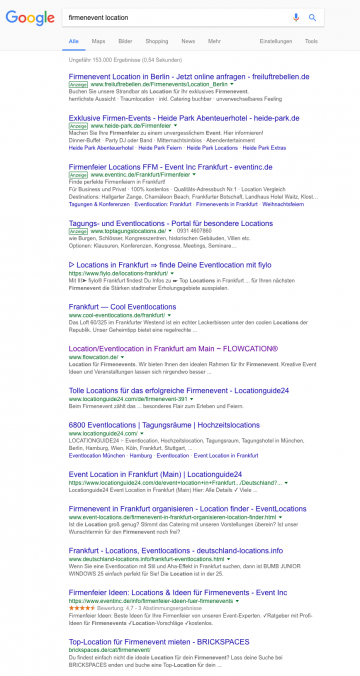 Google
firmenevent location
Alle Maps Bilder Shopping News Mehr Einstellungen Tools
Ungefähr 153.000 Ergebnisse (0,54 Sekunden)
Firmenevent Location in Berlin - Jetzt online anfragen - freiluftrebellen.de
Anzeige www.freiluftrebellen.de/Firmenevents/Location_Berlin
Buchen Sie unsere Strandbar als Location für Ihr exklusives Firmenevent.
herrlichste Aussicht · Traumlocation · inkl. Catering buchbar · unverwechselbares Feeling
Exklusive Firmen-Events - Heide Park Abenteuerhotel - heide-park.de
Anzeige www.heide-park.de/Firmenfeier
Machen Sie Ihre Firmenfeier zu einem unvergesslichen Event. Hier informieren!
Dinner-Buffet · Party DJ oder Band · Mitternachtsimbiss · Abendentertainment
Heide Park Abenteuerhotel · Heide Park Feiern · Heide Park Locations · Heide Park Extras
Firmenfeier Locations FFM - Event Inc Frankfurt - eventinc.de
Anzeige www.eventinc.de/Frankfurt/Firmenfeier
Finde perfekte Firmenfeiern in Frankfurt!
Für Business und Privat · 100% kostenlos · Qualitäts-Adressbuch Nr.1 · Location Vergleich
Destinations: Hallgarter Zange, Chamäleon Beach, Frankfurter Botschaft, Landhaus Hotel Waitz, Klost...
Tagungen & Konferenzen · Eventlocation Frankfurt · Firmenevents in Frankfurt · Weihnachtsfeiern
Tagungs- und Eventlocations - Portal für besondere Locations
Anzeige www.toptagungslocations.de/ 0931 4607860
wie Burgen, Schlösser, Kongresszentren, historischen Gebäuden, Villen etc.
Optionen: Klausuren, Konferenzen, Kongresse, Meetings, Seminare...
ᐅ Locations in Frankfurt ⇒ finde Deine Eventlocation mit fiylo
https://www.fiylo.de/locations-frankfurt/
Mit fiylo® Frankfurt findest Du Infos zu ► Top Locations ✓ ... für Ihren nächsten
Firmenevent die Stärken stadtnaher Erholungsgebiete ausspielen.
Frankfurt — Cool Eventlocations
www.cool-eventlocations.de/frankfurt/
Das Loft 60/325 im Frankfurter Westend ist ein echter Leckerbissen unter den coolen Locations der
Republik. Unser Geheimtipp bietet eine regelrechte ...
Location/Eventlocation in Frankfurt am Main ~ FLOWCATION®
www.flowcation.de/
Location für Firmenevents. Wir bieten Ihnen den idealen Rahmen für Ihr Firmenevent. Kreative Event
Ideen und Veranstaltungen lassen sich nirgendwo besser ...
Tolle Locations für das erfolgreiche Firmenevent - Locationguide24
www.locationguide24.com/de/firmenevent-391
Beim Firmenevent zählt das ... besonderes Flair zum Erleben und Feiern.
6800 Eventlocations | Tagungsräume | Hochzeitslocations
www.locationguide24.com/
LOCATIONGUIDE24 - Eventlocation, Hochzeitslocation, Tagungsraum, Tagungshotel in München,
Berlin, Hamburg, Wien, Köln, Frankfurt, Stuttgart, ...
Eventlocation München · Hamburg · Eventlocation · Event Location in Frankfurt
Event Location in Frankfurt (Main) | Locationguide24
https://www.locationguide24.com/de/event+location+in+Frankfurt.../Deutschland?...
Locationguide24 Event Location in Frankfurt (Main) Hier: Alle Details ✓ Viele ...
Firmenevent in Frankfurt organisieren - Location finder - EventLocations
www.event-locations.de/firmenevent-in-frankfurt-organisieren-location-finder.html
Ist die Location groß genug? Stimmt das Catering mit unseren Vorstellungen überein? Ist unser
Wunschtermin für den Firmenevent noch frei?
Frankfurt - Locations, Eventlocations - deutschland-locations.info
www.deutschland-locations.info/frankfurt-eventlocations.html
Wenn Sie eine Eventlocation mit Stil und Aha-Effekt in Frankfurt suchen, dann ist BUMB JUNIOR
WINDOWS 25 einfach perfekt für Sie! Die Location ist in der 25.
Firmenfeier Ideen: Location & Ideen für Firmenevents - Event Inc
https://www.eventinc.de/info/firmenfeier-ideen-fuer-firmenevents
Bewertung: 4,7 - 3 Abstimmungsergebnisse
Firmenfeier Ideen: Beste Ideen für Ihre Firmenfeier von unseren Event-Experten. ✓Ratgeber mit Profi-
Ideen für Firmenevents ✓Location-Vorschläge ✓kostenlos.
Top-Location für Firmenevent mieten - BRICKSPACES
brickspaces.de/cat/firmenevent/
Du findest einfach nicht die ideale Location für dein Firmenevent? Lass deine Suche bei
BRICKSPACES enden und buche eine Top-Location für dein ...